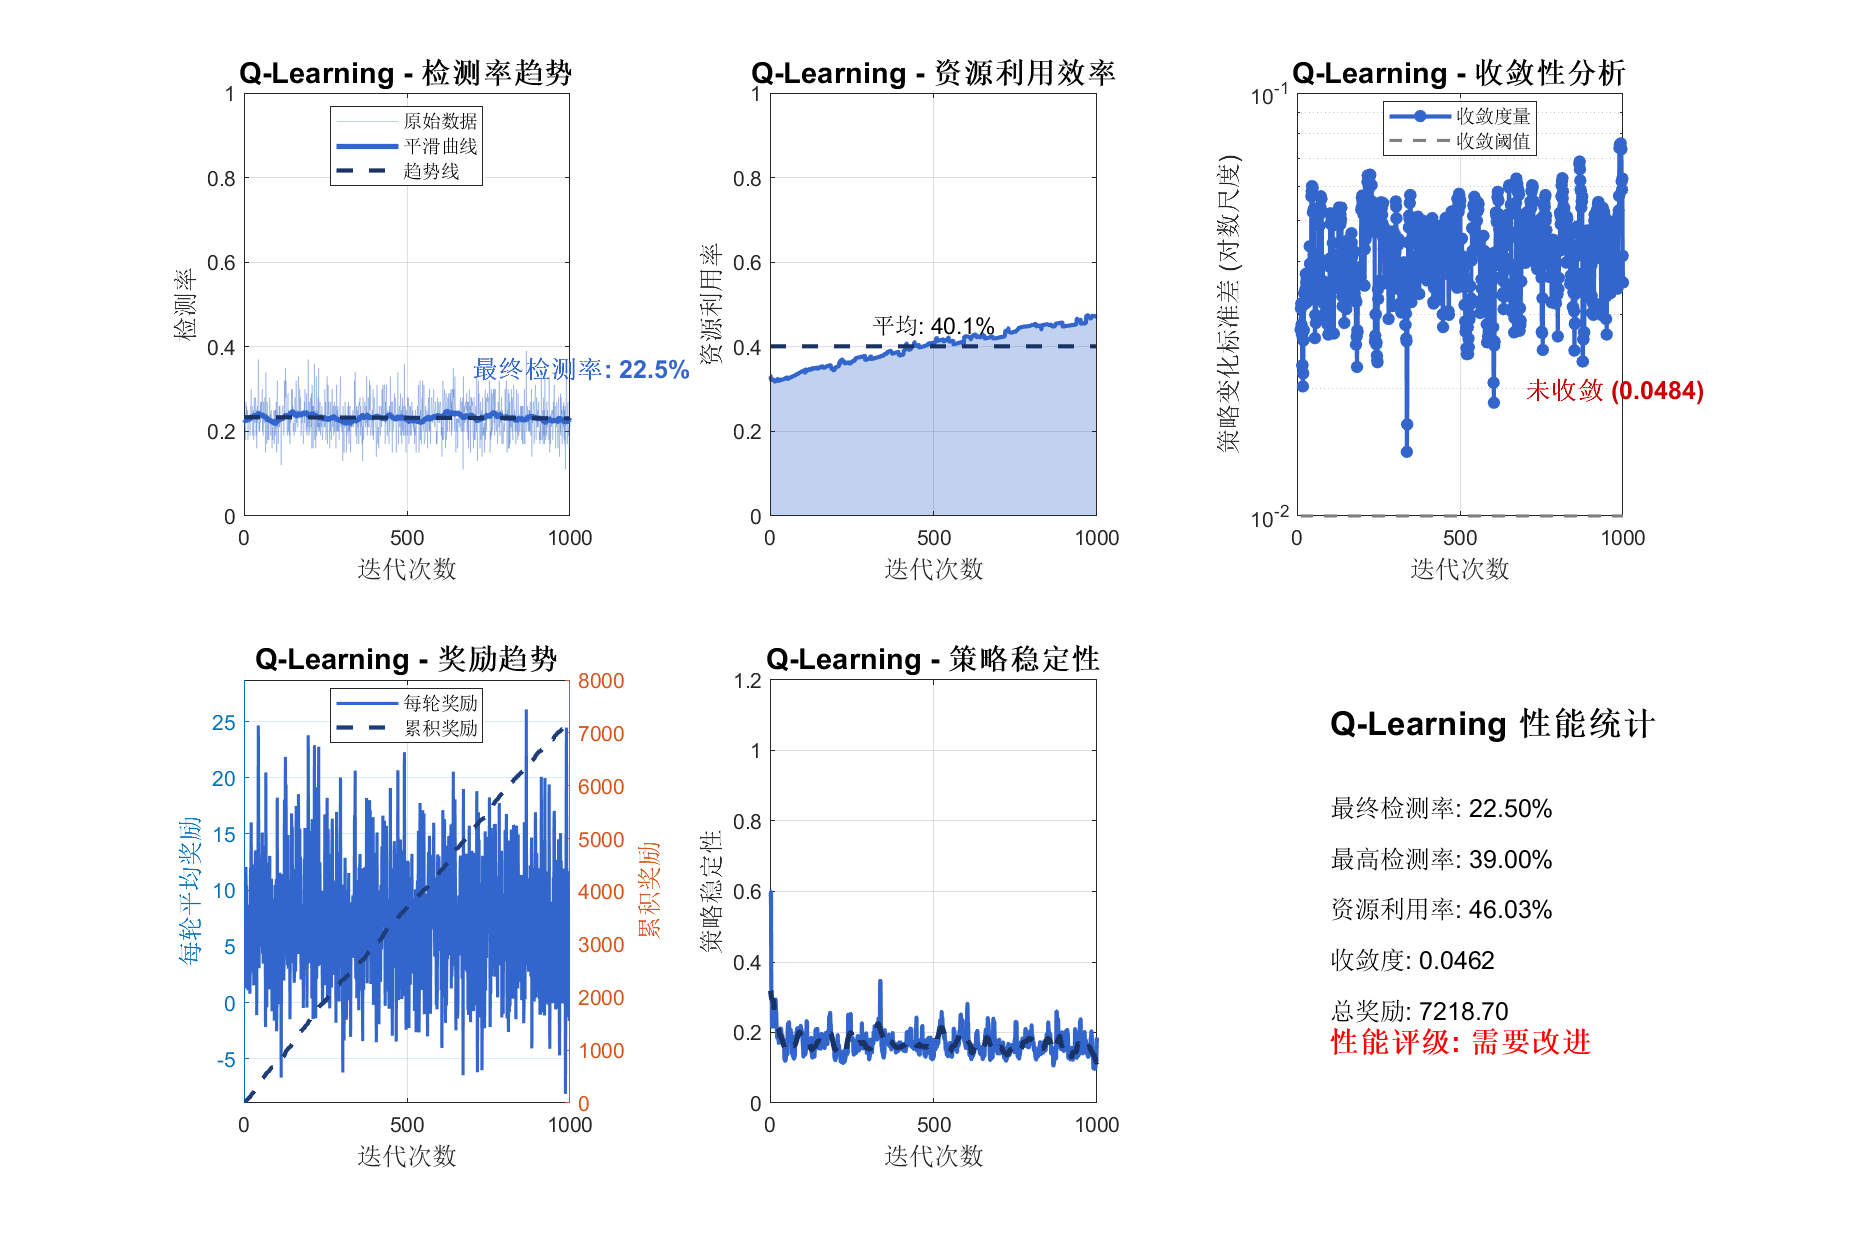 Q-Learning - 检测率趋势
1
0.8
0.6
0.4
0.2
0
0
500
1000
检测率
迭代次数
原始数据
平滑曲线
趋势线
最终检测率: 22.5%
Q-Learning - 资源利用效率
1
0.8
0.6
0.4
0.2
0
0
500
1000
资源利用率
迭代次数
平均: 40.1%
Q-Learning - 收敛性分析
10-1
10-2
0
500
1000
策略变化标准差 (对数尺度)
迭代次数
收敛度量
收敛阈值
未收敛 (0.0484)
Q-Learning - 奖励趋势
25
20
15
10
5
0
-5
8000
7000
6000
5000
4000
3000
2000
1000
0
0
500
1000
每轮平均奖励
累积奖励
迭代次数
每轮奖励
累积奖励
Q-Learning - 策略稳定性
1.2
1
0.8
0.6
0.4
0.2
0
0
500
1000
策略稳定性
迭代次数
Q-Learning 性能统计
最终检测率: 22.50%
最高检测率: 39.00%
资源利用率: 46.03%
收敛度: 0.0462
总奖励: 7218.70
性能评级: 需要改进